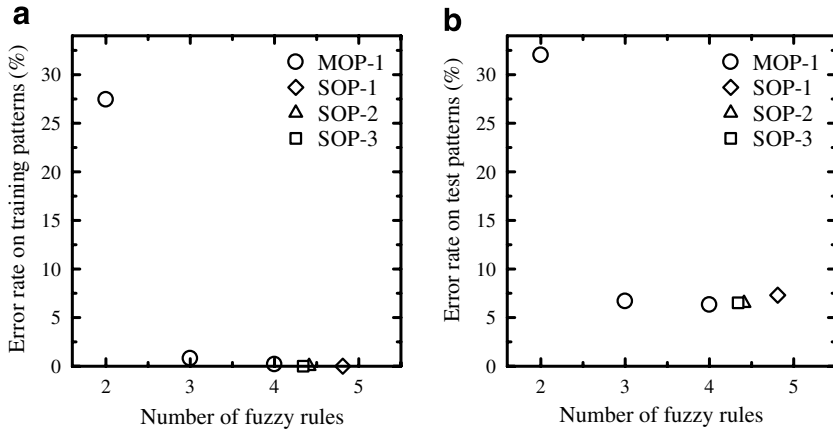 a
Error rate on training patterns (%)
30
25
20
15
10
5
0
2 3 4 5
Number of fuzzy rules
MOP-1
SOP-1
SOP-2
SOP-3
b
Error rate on test patterns (%)
30
25
20
15
10
5
0
2 3 4 5
Number of fuzzy rules
MOP-1
SOP-1
SOP-2
SOP-3